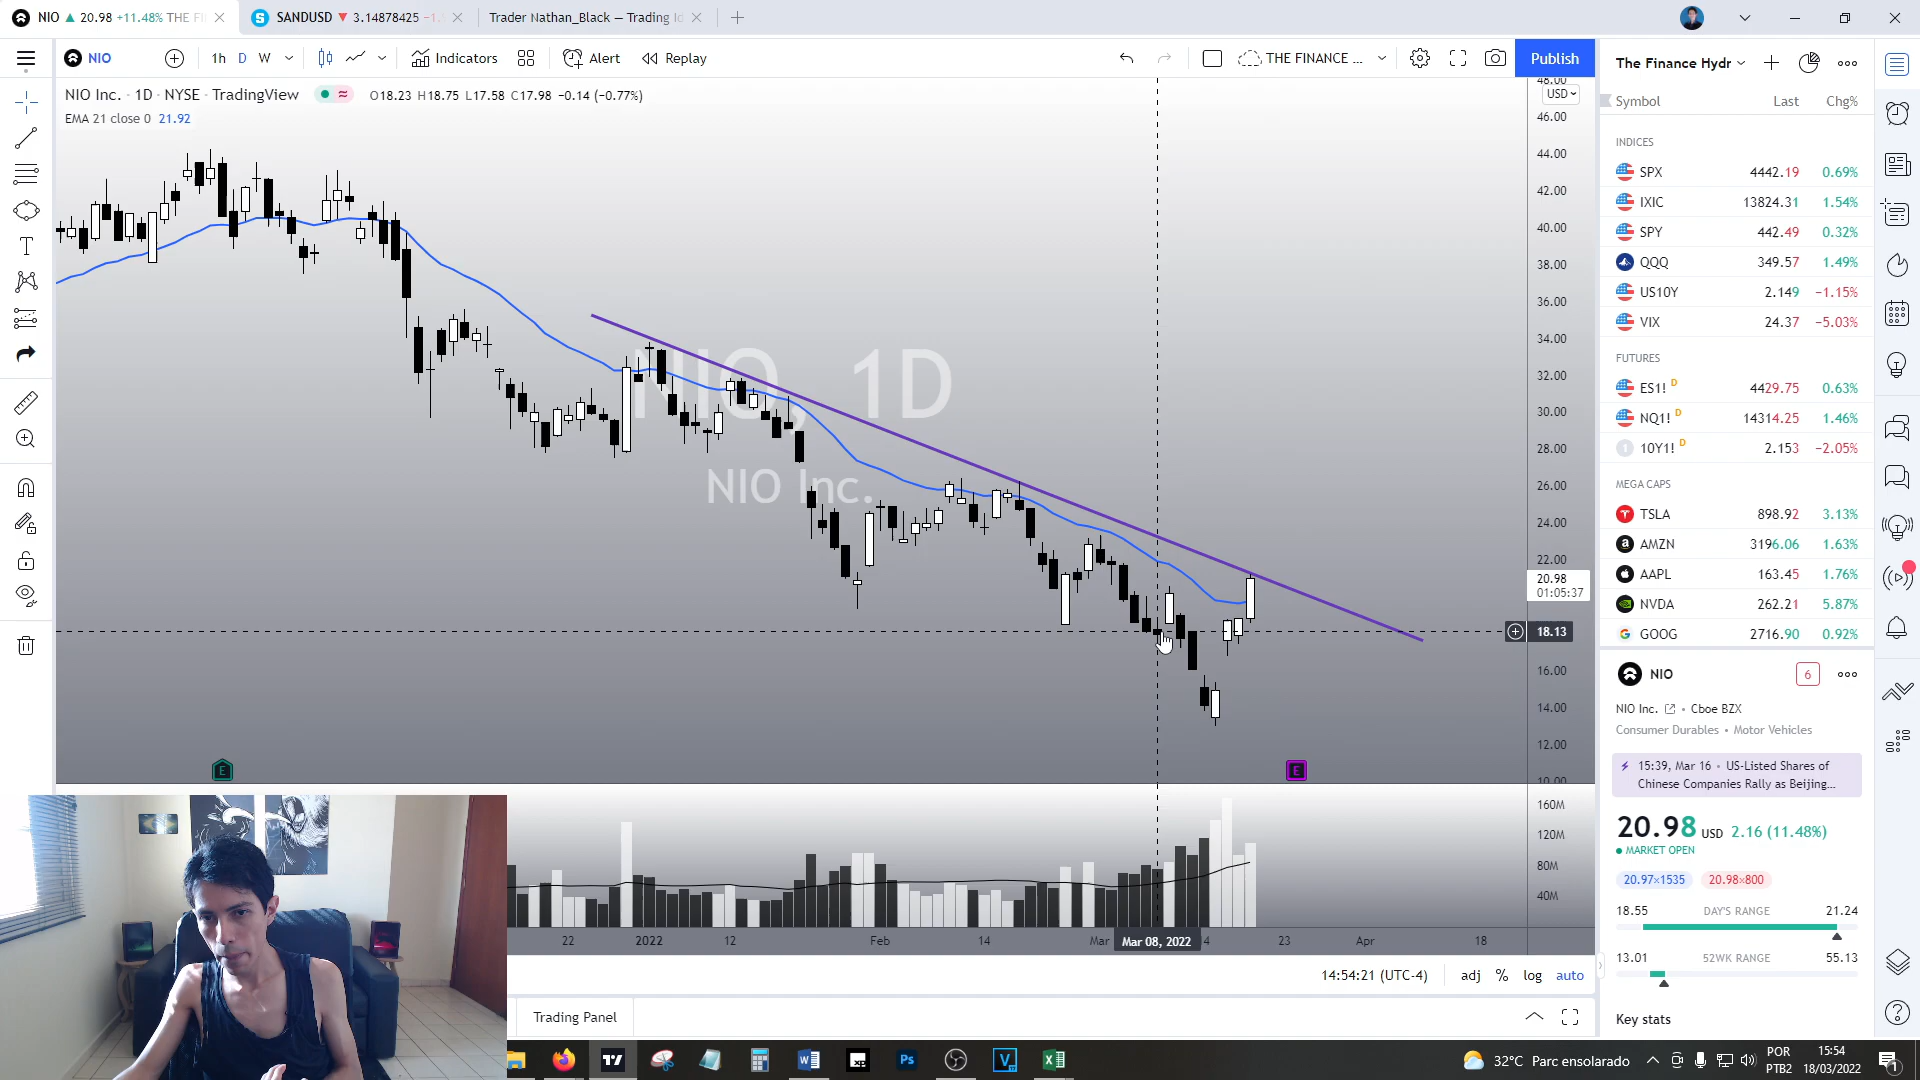 NIO ▲ 20.98 +11.48% THE FI
SANDUSD ▼ 3.14878425 −1.
Trader Nathan_Black — Trading Id
NIO
1h D W
Indicators
Alert
Replay
THE FINANCE ...
Publish
The Finance Hydr
NIO Inc. · 1D · NYSE · TradingView
O18.23 H18.75 L17.58 C17.98 −0.14 (−0.77%)
EMA 21 close 0 21.92
NIO, 1D
NIO Inc.
48.00
USD
46.00
44.00
42.00
40.00
38.00
36.00
34.00
32.00
30.00
28.00
26.00
24.00
22.00
20.98
01:05:37
18.13
16.00
14.00
12.00
10.00
E
E
160M
120M
80M
40M
22 2022 12 Feb 14 Mar Mar 08, 2022 14 23 Apr 18
14:54:21 (UTC-4)
adj % log auto
Trading Panel
Symbol Last Chg%
INDICES
SPX 4442.19 0.69%
IXIC 13824.31 1.54%
SPY 442.49 0.32%
QQQ 349.57 1.49%
US10Y 2.149 −1.15%
VIX 24.37 −5.03%
FUTURES
ES1! D 4429.75 0.63%
NQ1! D 14314.25 1.46%
10Y1! D 2.153 −2.05%
MEGA CAPS
TSLA 898.92 3.13%
AMZN 3196.06 1.63%
AAPL 163.45 1.76%
NVDA 262.21 5.87%
GOOG 2716.90 0.92%
NIO 6
NIO Inc. • Cboe BZX
Consumer Durables • Motor Vehicles
15:39, Mar 16 • US-Listed Shares of
Chinese Companies Rally as Beijing...
20.98 USD 2.16 (11.48%)
MARKET OPEN
20.97×1535 20.98×800
18.55 DAY'S RANGE 21.24
13.01 52WK RANGE 55.13
Key stats
32°C Parc ensolarado
POR
PTB2
15:54
18/03/2022
1